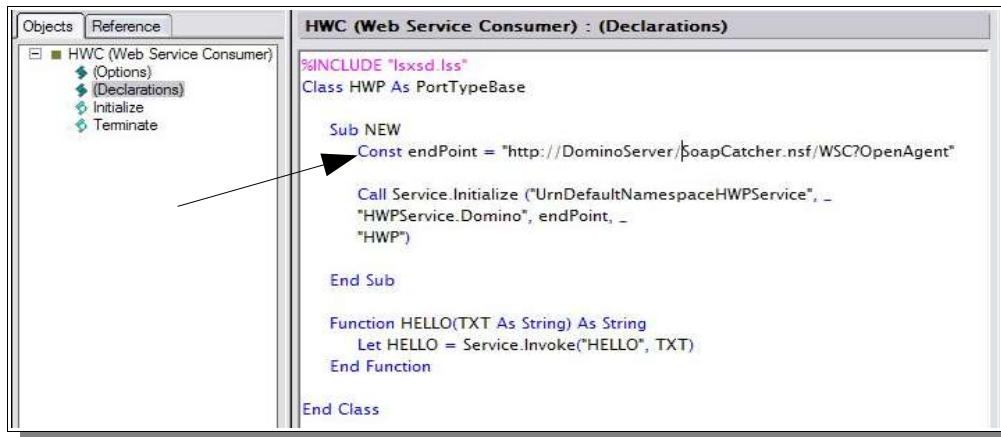 Objects Reference
HWC (Web Service Consumer)
(Options)
(Declarations)
Initialize
Terminate
HWC (Web Service Consumer) : (Declarations)
%INCLUDE "lsxsd.lss"
Class HWP As PortTypeBase
Sub NEW
Const endPoint = "http://DominoServer/SoapCatcher.nsf/WSC?OpenAgent"
Call Service.Initialize ("UrnDefaultNamespaceHWPService", _
"HWPService.Domino", endPoint, _
"HWP")
End Sub
Function HELLO(TXT As String) As String
Let HELLO = Service.Invoke("HELLO", TXT)
End Function
End Class